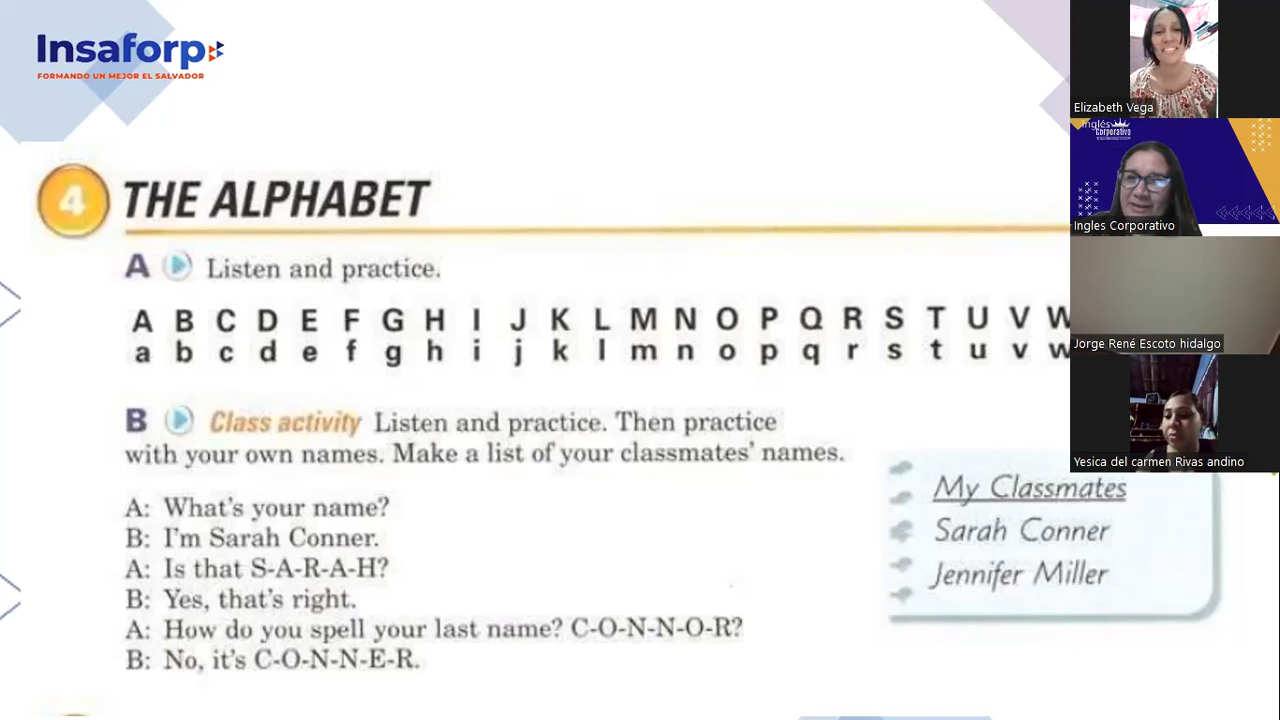 Insaforp
FORMANDO UN MEJOR EL SALVADOR
4 THE ALPHABET
A Listen and practice.
A B C D E F G H I J K L M N O P Q R S T U V W
a b c d e f g h i j k l m n o p q r s t u v w
B Class activity Listen and practice. Then practice
with your own names. Make a list of your classmates' names.
A: What's your name?
B: I'm Sarah Conner.
A: Is that S-A-R-A-H?
B: Yes, that's right.
A: How do you spell your last name? C-O-N-N-O-R?
B: No, it's C-O-N-N-E-R.
My Classmates
Sarah Conner
Jennifer Miller
Elizabeth Vega
Inglés
Corporativo
Ingles Corporativo
Jorge René Escoto hidalgo
Yesica del carmen Rivas andino